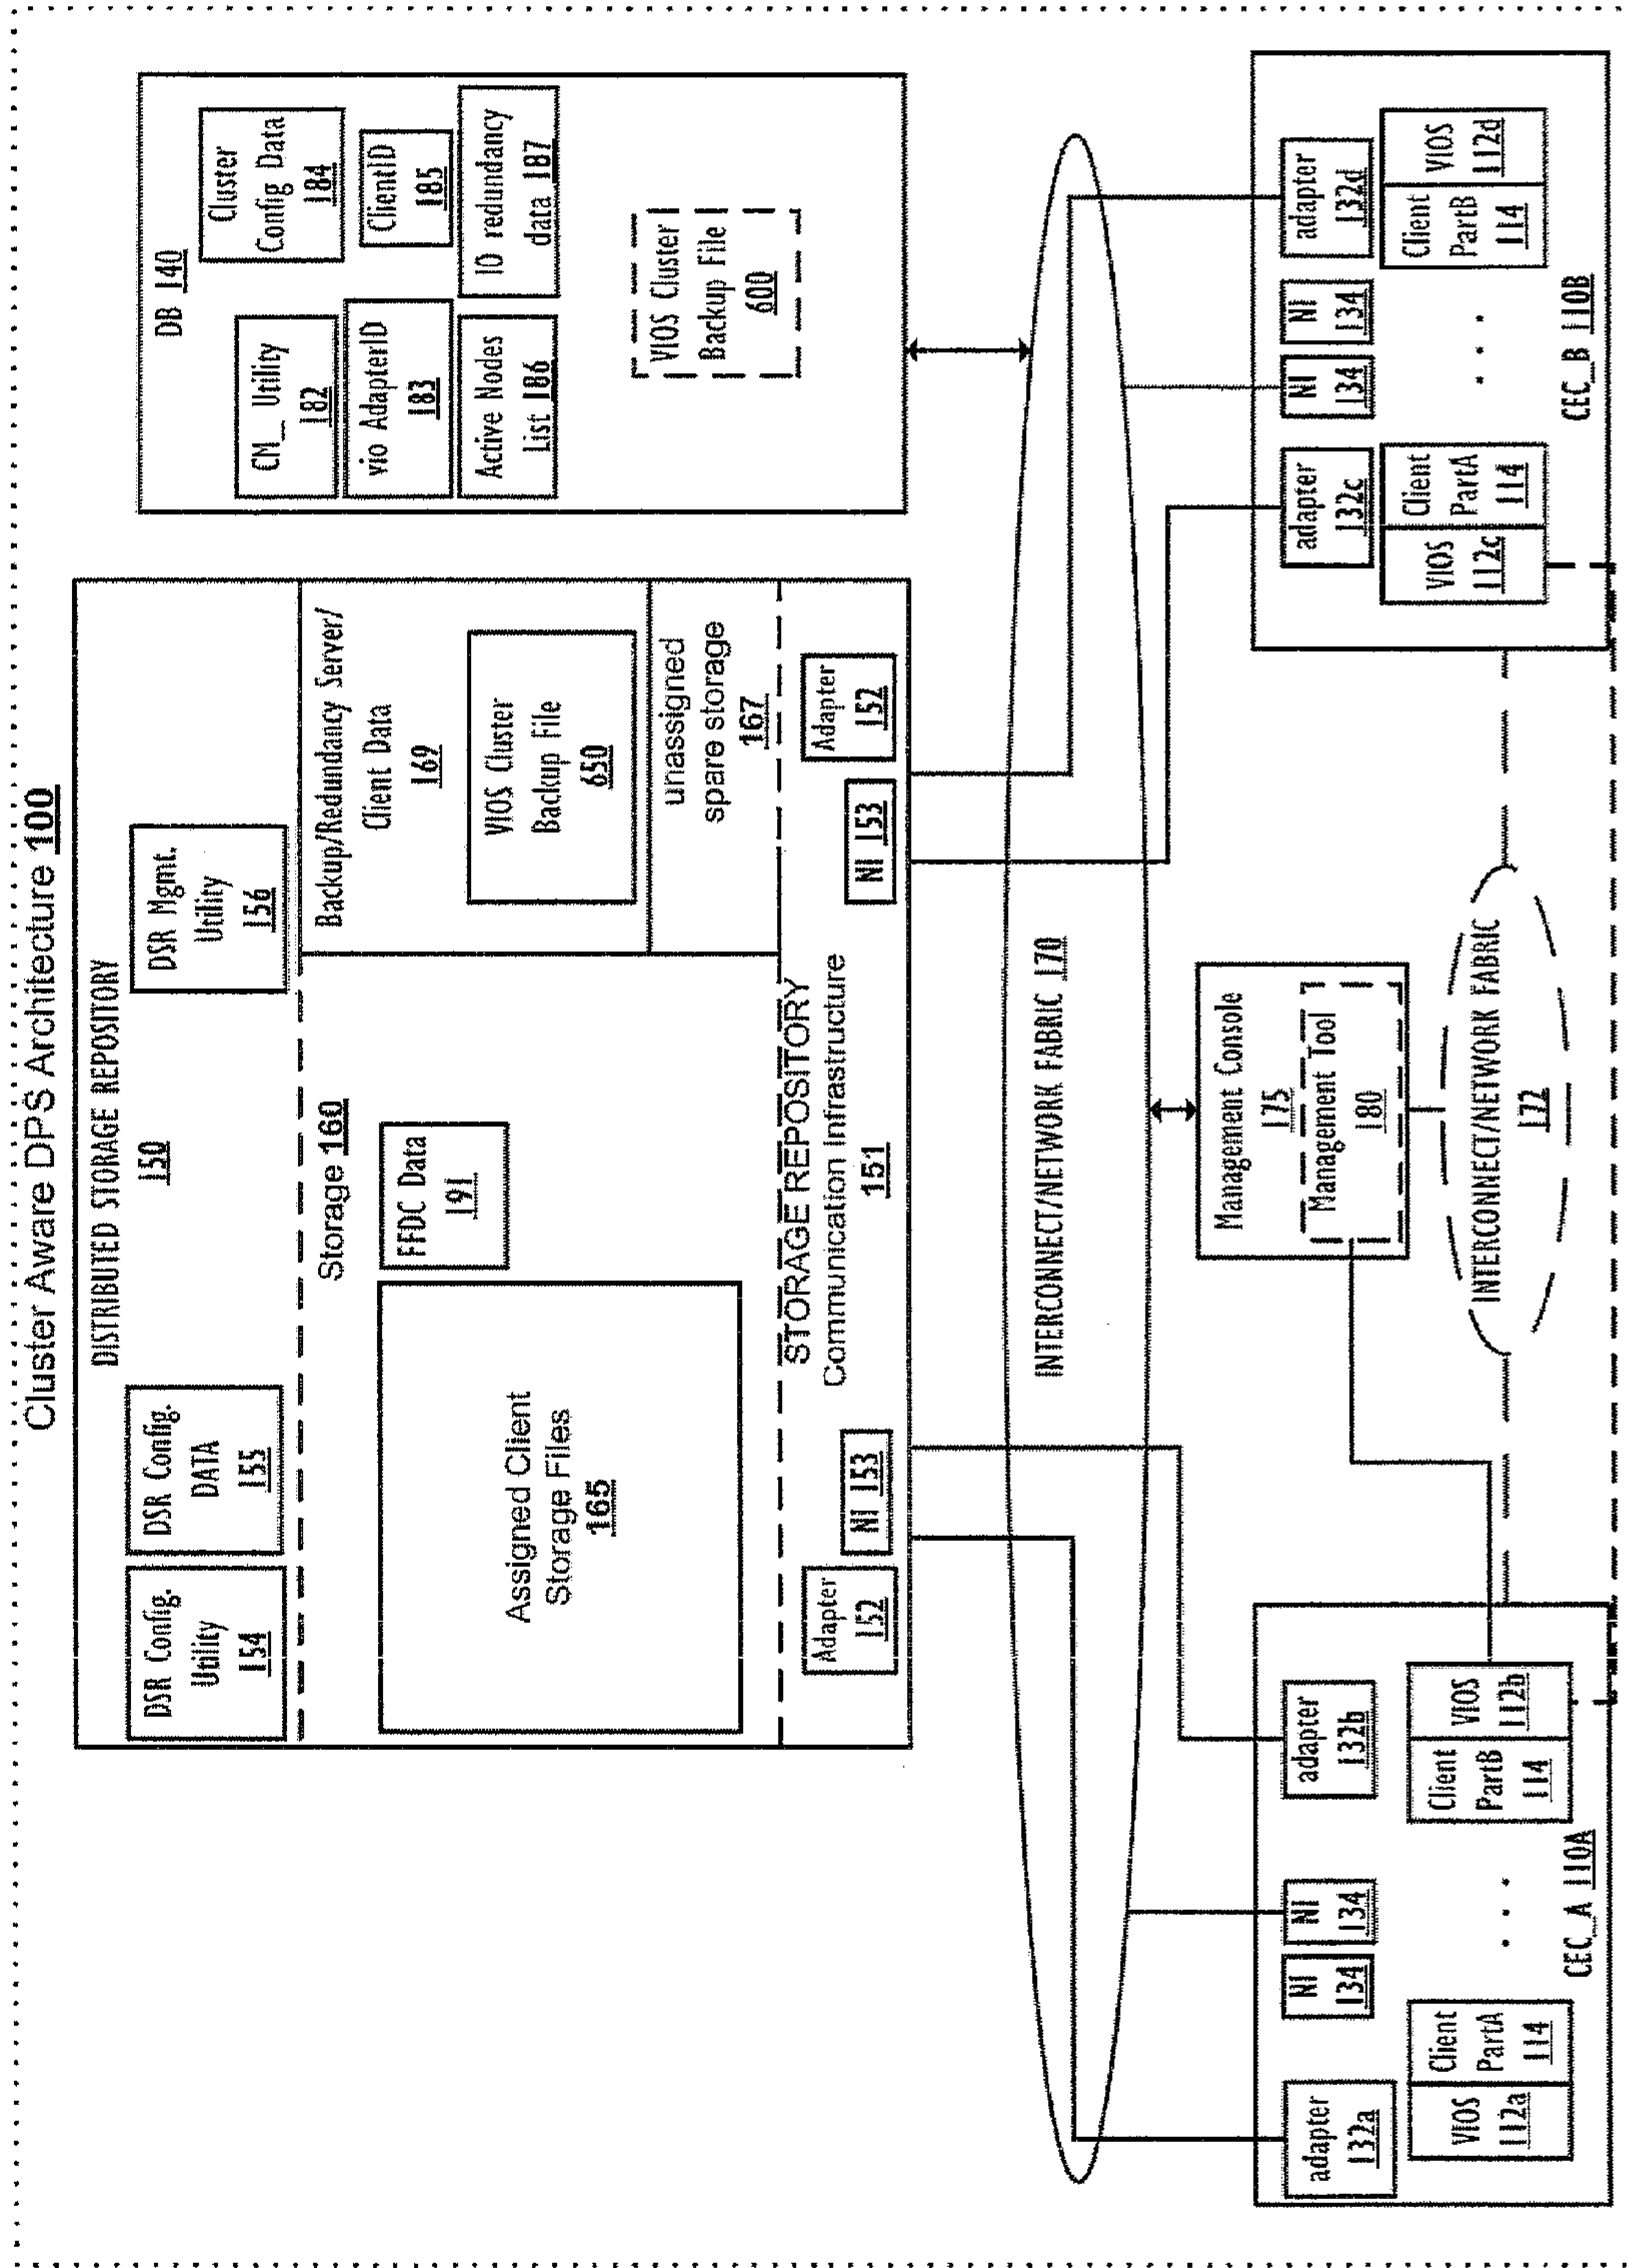 Cluster Aware DPS Architecture 100
DISTRIBUTED STORAGE REPOSITORY
150
DSR Config.
Utility
154
DSR Config.
DATA
155
DSR Mgmt.
Utility
156
Storage 160
Assigned Client
Storage Files
165
FFDC Data
191
Backup/Redundancy Server/
Client Data
169
VIOS Cluster
Backup File
650
unassigned
spare storage
167
STORAGE REPOSITORY
Communication Infrastructure
151
Adapter
152
NI 153
NI 153
Adapter
152
DB 140
CM_ Utility
182
Cluster
Config Data
184
vio AdapterID
183
ClientID
185
Active Nodes
List 186
IO redundancy
data 187
VIOS Cluster
Backup File
600
INTERCONNECT/NETWORK FABRIC 170
Management Console
175
Management Tool
180
INTERCONNECT/NETWORK FABRIC
172
adapter
132a
NI
134
NI
134
adapter
132b
VIOS
112a
Client
PartA
114
. . .
Client
PartB
114
VIOS
112b
CEC_A 110A
adapter
132c
NI
134
NI
134
adapter
132d
VIOS
112c
Client
PartA
114
. . .
Client
PartB
114
VIOS
112d
CEC_B 110B